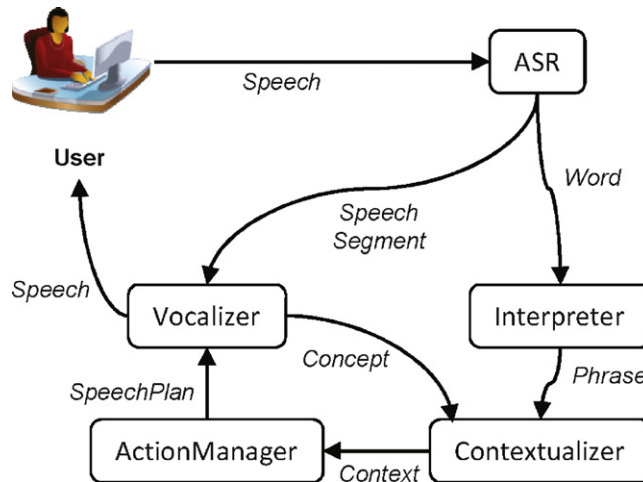 ASR
Speech
User
Word
Speech
Segment
Speech
Vocalizer
Interpreter
Concept
Phrase
SpeechPlan
ActionManager
Context
Contextualizer